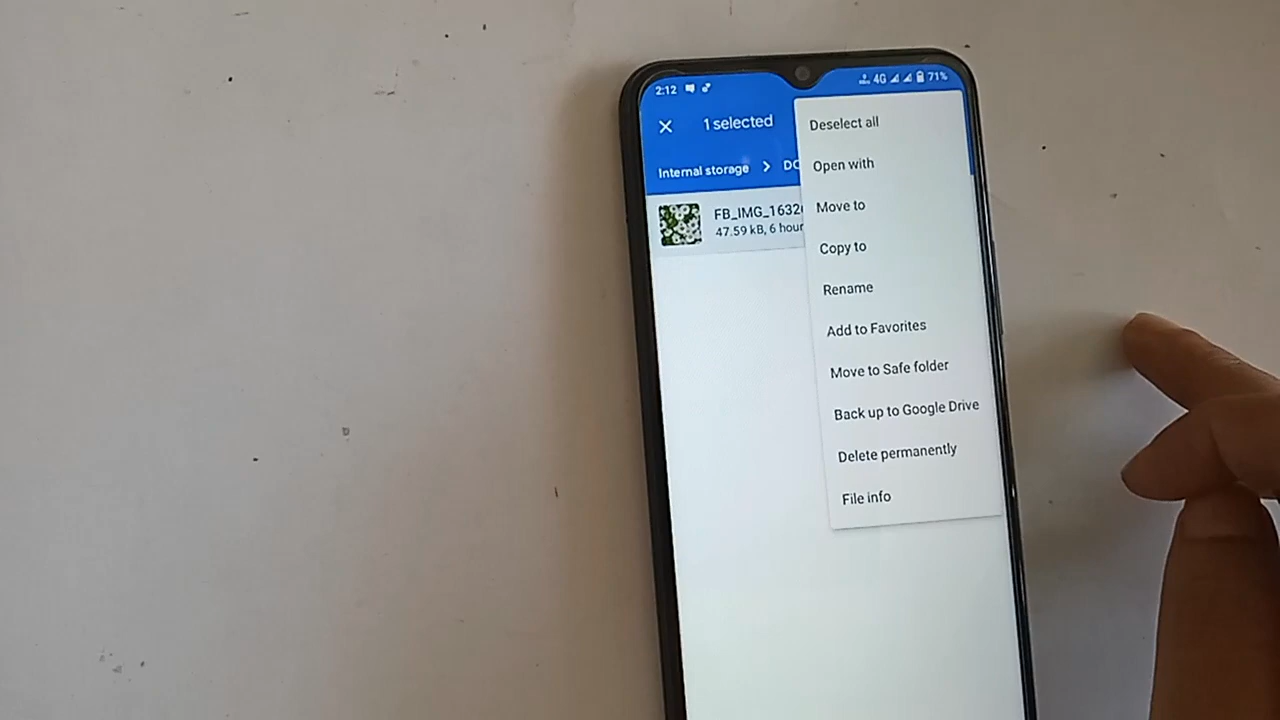 2:12 4G 71%
1 selected
Internal storage >
FB_IMG_1632
47.59 kB, 6 hour
Deselect all
Open with
Move to
Copy to
Rename
Add to Favorites
Move to Safe folder
Back up to Google Drive
Delete permanently
File info